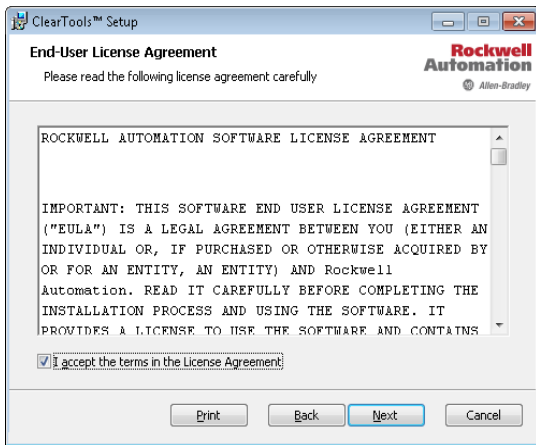 ClearTools™ Setup
End-User License Agreement
Please read the following license agreement carefully
Rockwell
Automation
Allen-Bradley
ROCKWELL AUTOMATION SOFTWARE LICENSE AGREEMENT
IMPORTANT: THIS SOFTWARE END USER LICENSE AGREEMENT
("EULA") IS A LEGAL AGREEMENT BETWEEN YOU (EITHER AN
INDIVIDUAL OR, IF PURCHASED OR OTHERWISE ACQUIRED BY
OR FOR AN ENTITY, AN ENTITY) AND Rockwell
Automation. READ IT CAREFULLY BEFORE COMPLETING THE
INSTALLATION PROCESS AND USING THE SOFTWARE. IT
PROVIDES A LICENSE TO USE THE SOFTWARE AND CONTAINS
I accept the terms in the License Agreement
Print
Back
Next
Cancel